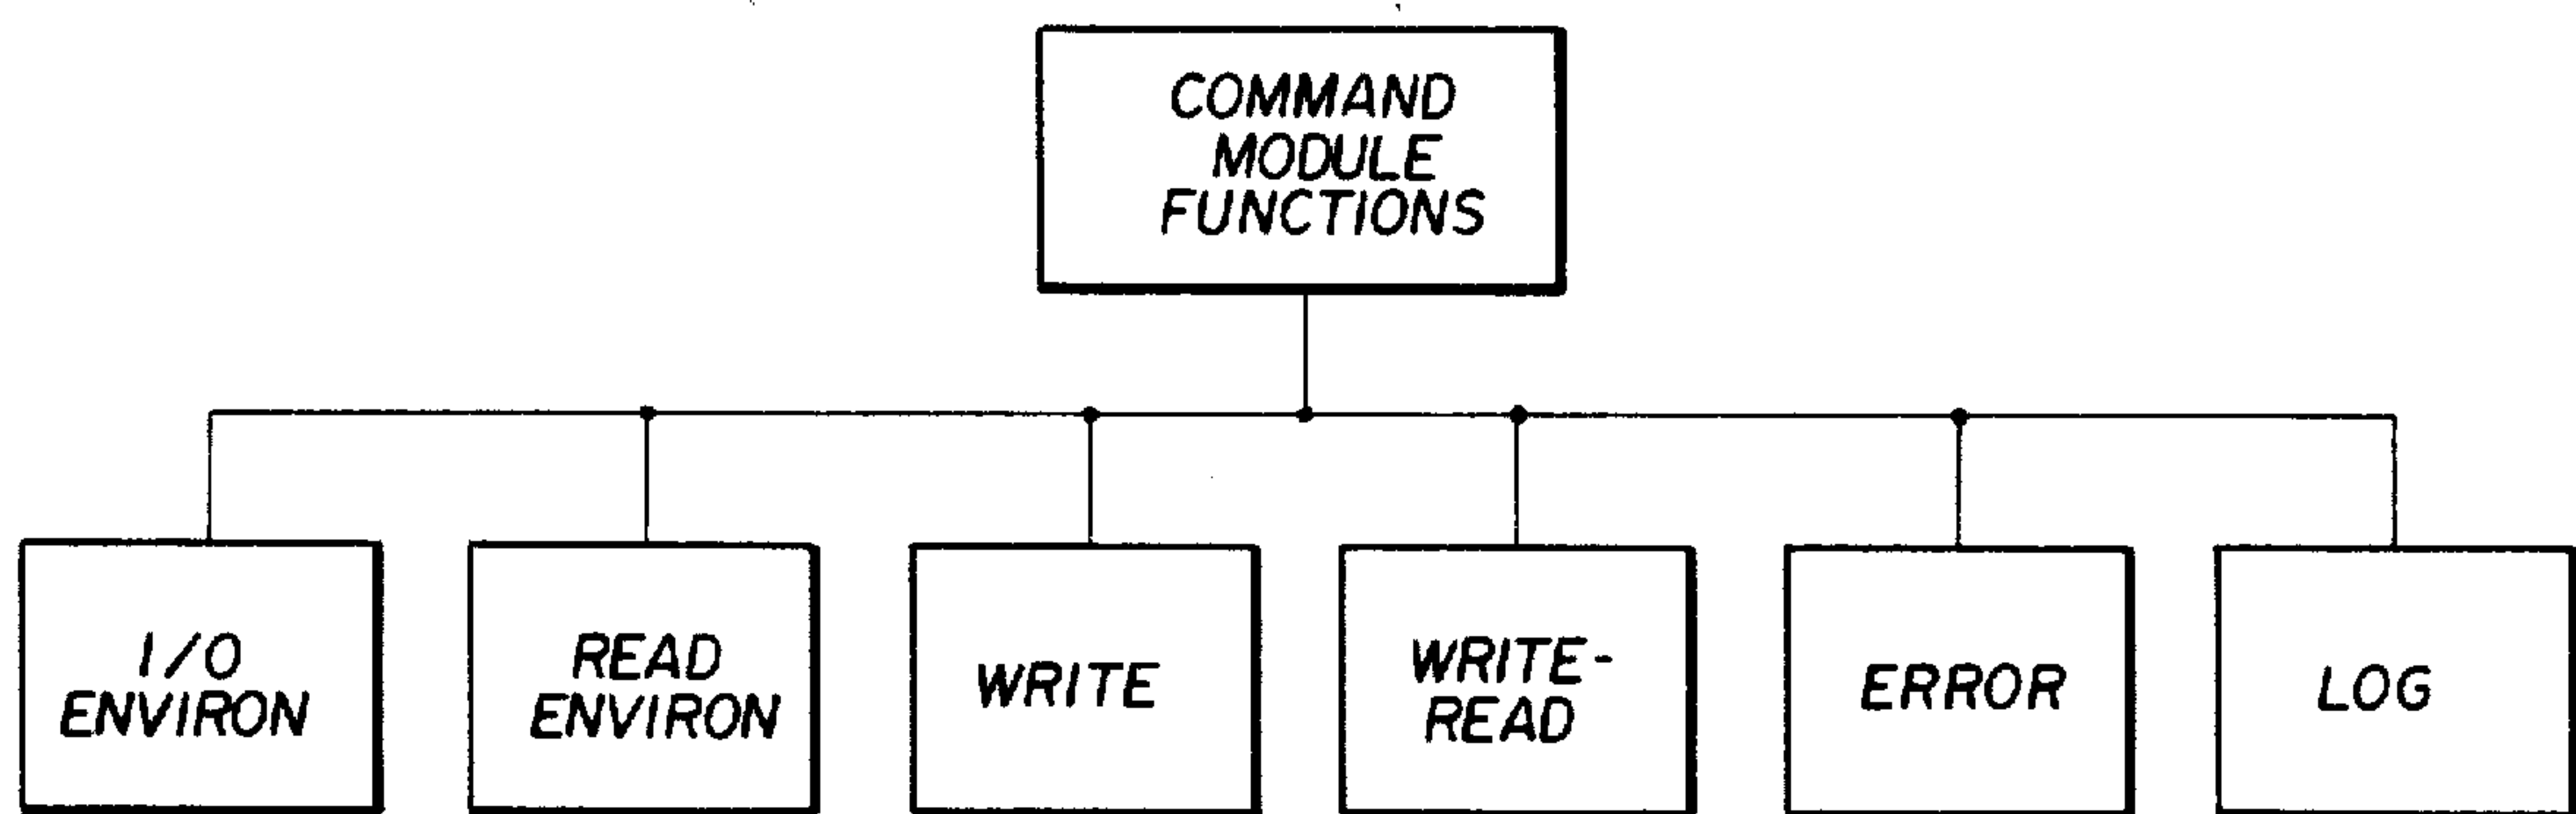 COMMAND
MODULE
FUNCTIONS
I/O
ENVIRON
READ
ENVIRON
WRITE
WRITE-
READ
ERROR
LOG